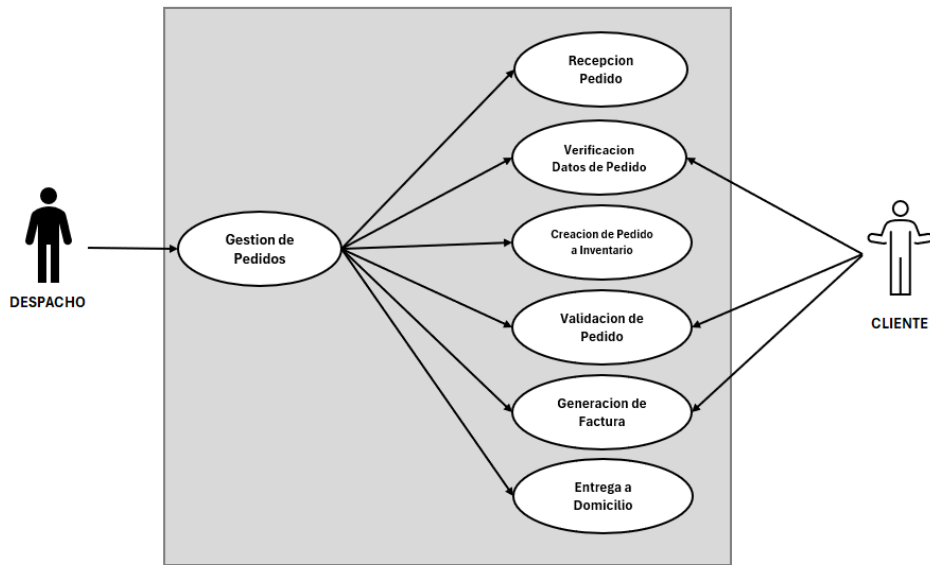 Recepcion
Pedido
Verificacion
Datos de Pedido
Gestion de
Pedidos
Creacion de Pedido
a Inventario
DESPACHO
Validacion de
Pedido
CLIENTE
Generacion de
Factura
Entrega a
Domicilio